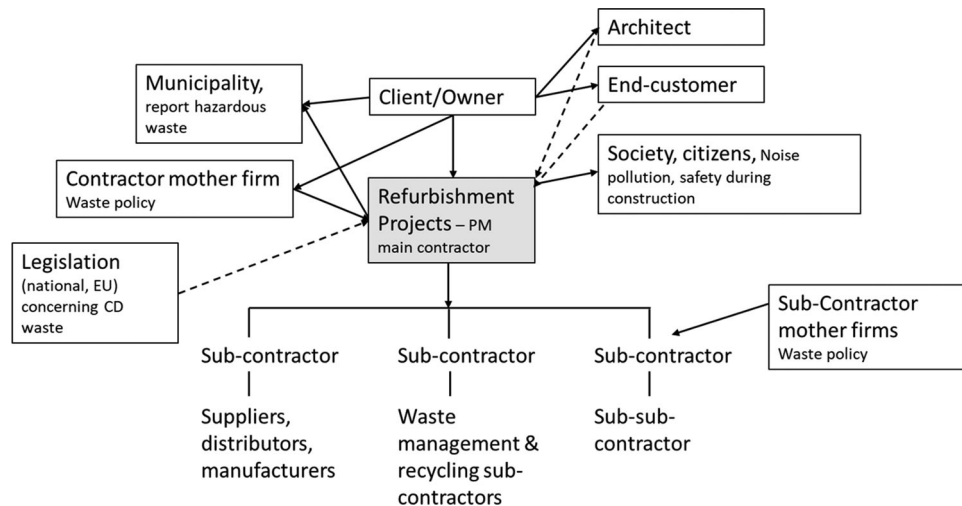 Architect
Municipality,
report hazardous
waste
Client/Owner
End-customer
Society, citizens, Noise
pollution, safety during
construction
Contractor mother firm
Waste policy
Refurbishment
Projects – PM
main contractor
Legislation
(national, EU)
concerning CD
waste
Sub-Contractor
mother firms
Waste policy
Sub-contractor
Sub-contractor
Sub-contractor
Suppliers,
distributors,
manufacturers
Waste
management &
recycling sub-
contractors
Sub-sub-
contractor